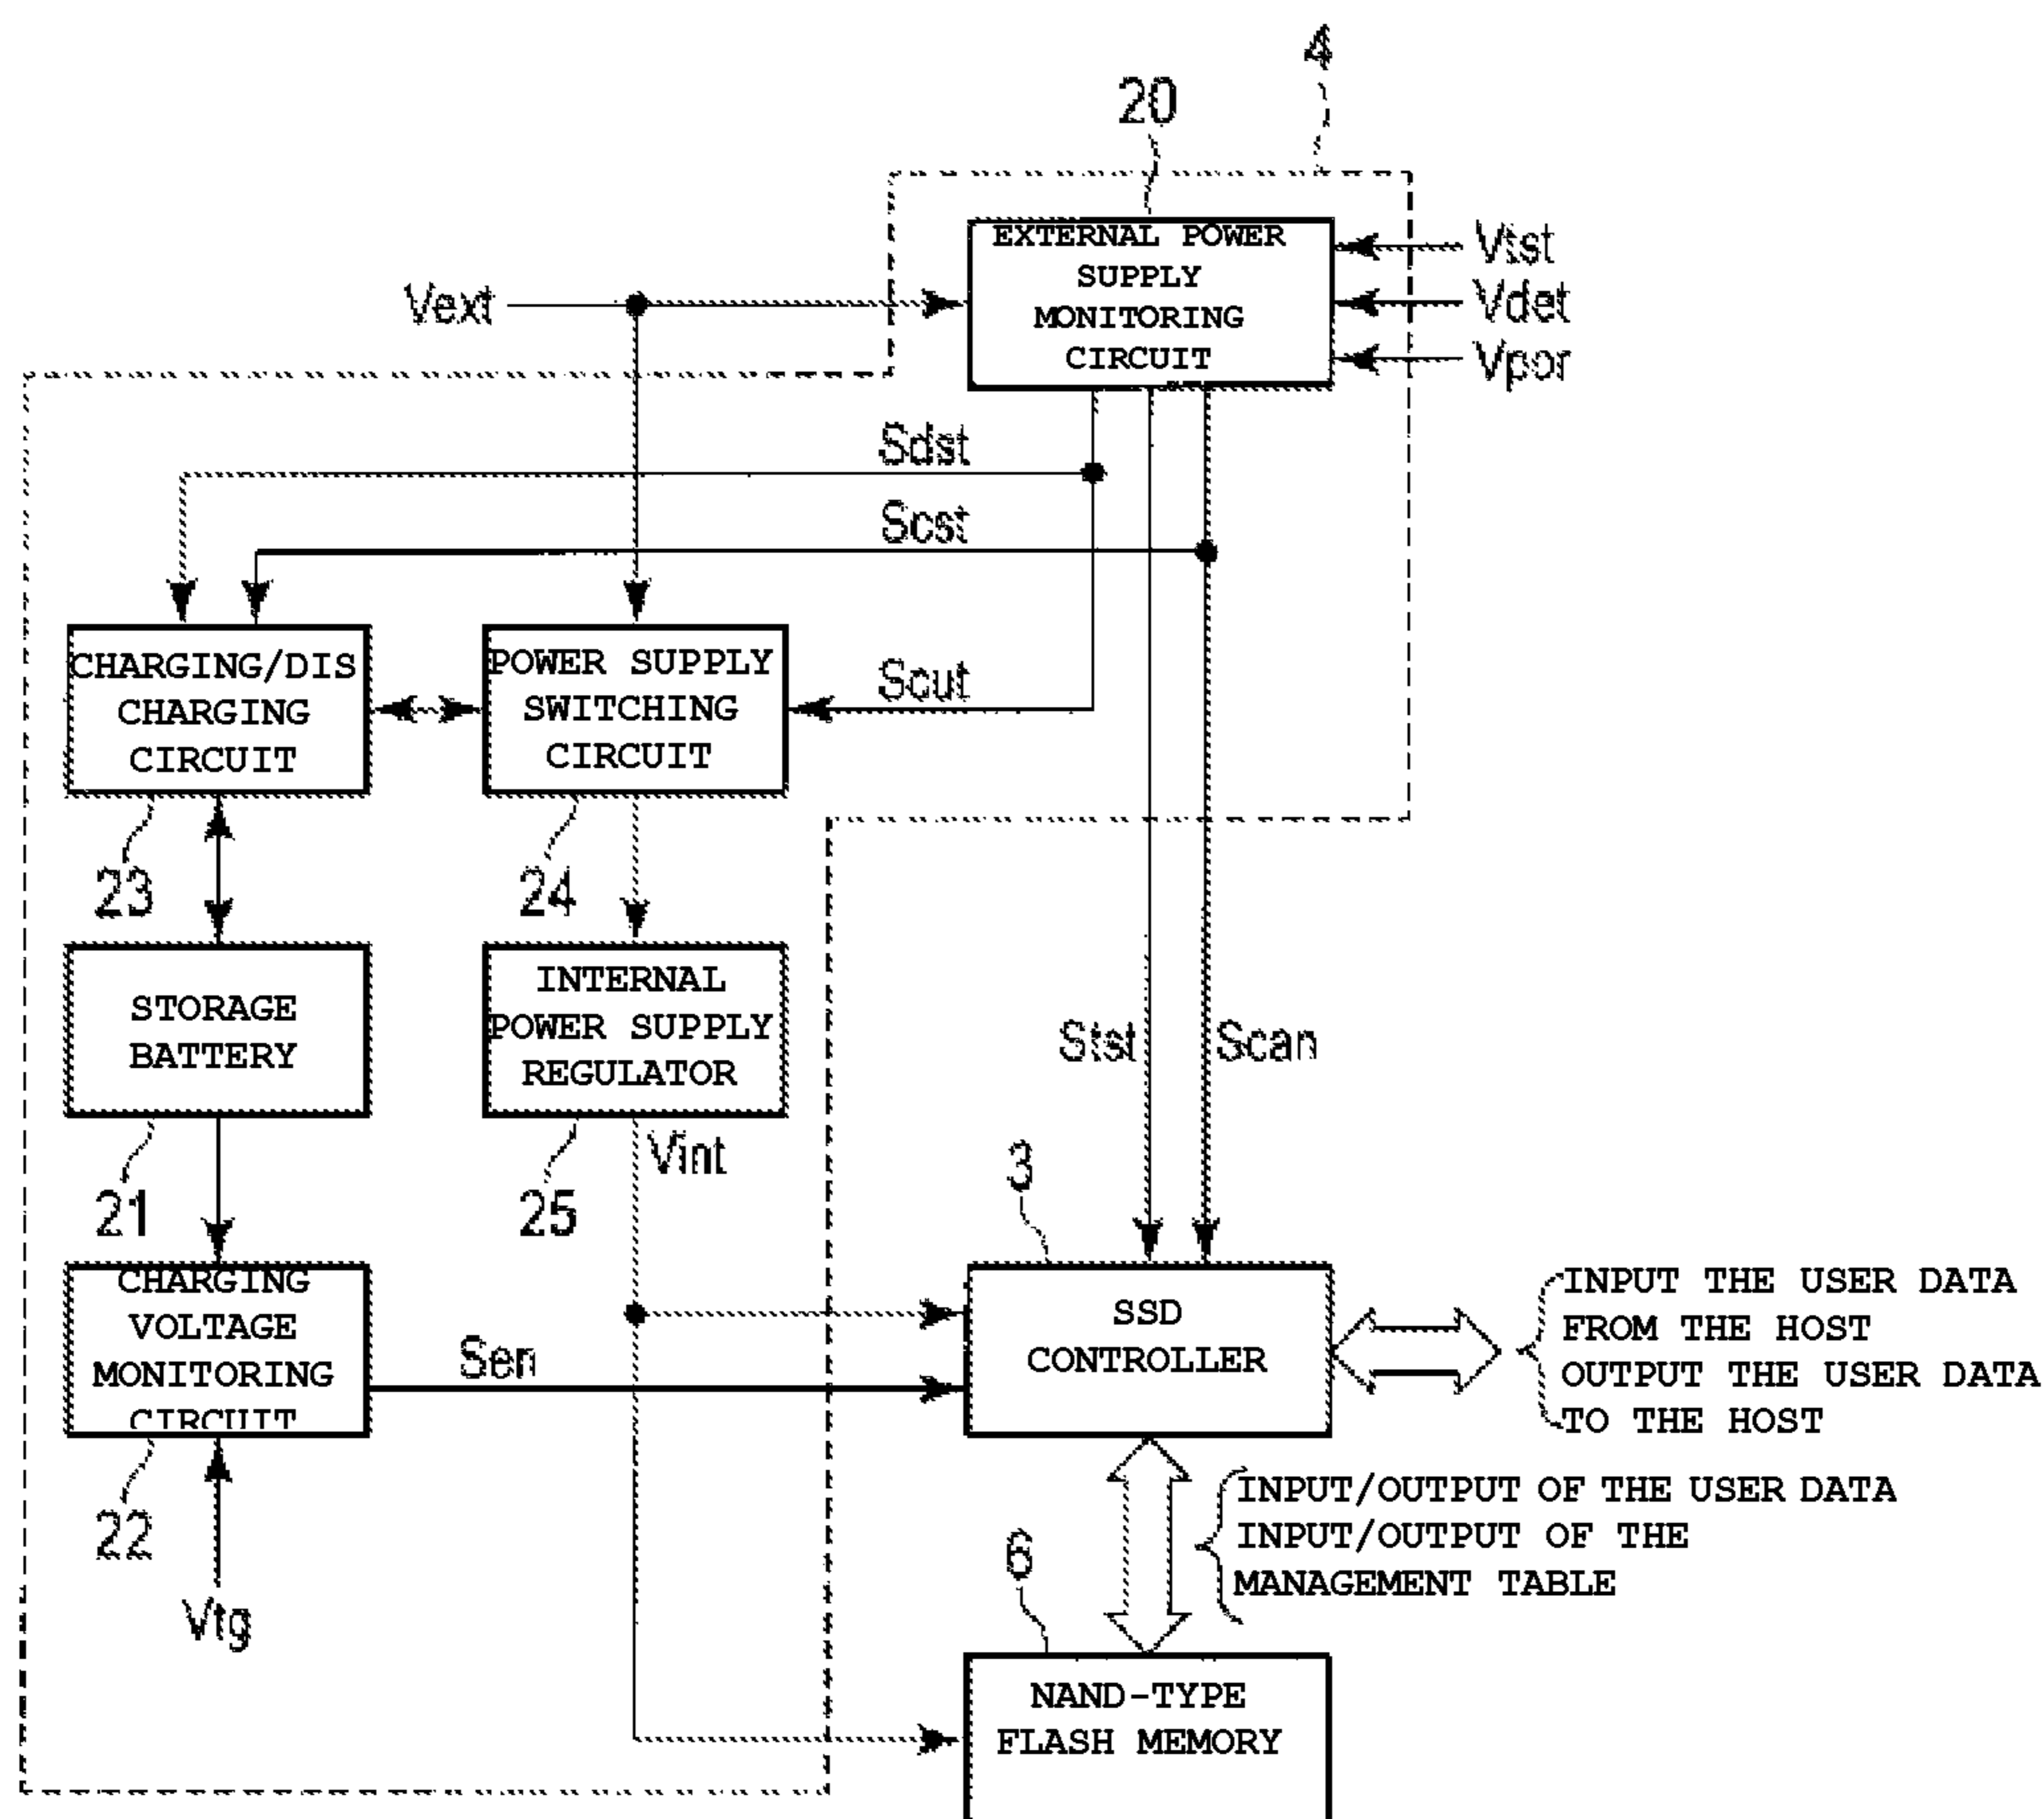 4
20
EXTERNAL POWER
SUPPLY
MONITORING
CIRCUIT
Vtst
Vdet
Vpor
Vext
Sdst
Scst
CHARGING/DIS
CHARGING
CIRCUIT
POWER SUPPLY
SWITCHING
CIRCUIT
Scut
23
24
STORAGE
BATTERY
INTERNAL
POWER SUPPLY
REGULATOR
Stst
Scan
21
25
Vint
3
CHARGING
VOLTAGE
MONITORING
CIRCUIT
Sen
SSD
CONTROLLER
INPUT THE USER DATA
FROM THE HOST
OUTPUT THE USER DATA
TO THE HOST
22
Vtg
INPUT/OUTPUT OF THE USER DATA
INPUT/OUTPUT OF THE
MANAGEMENT TABLE
6
NAND-TYPE
FLASH MEMORY